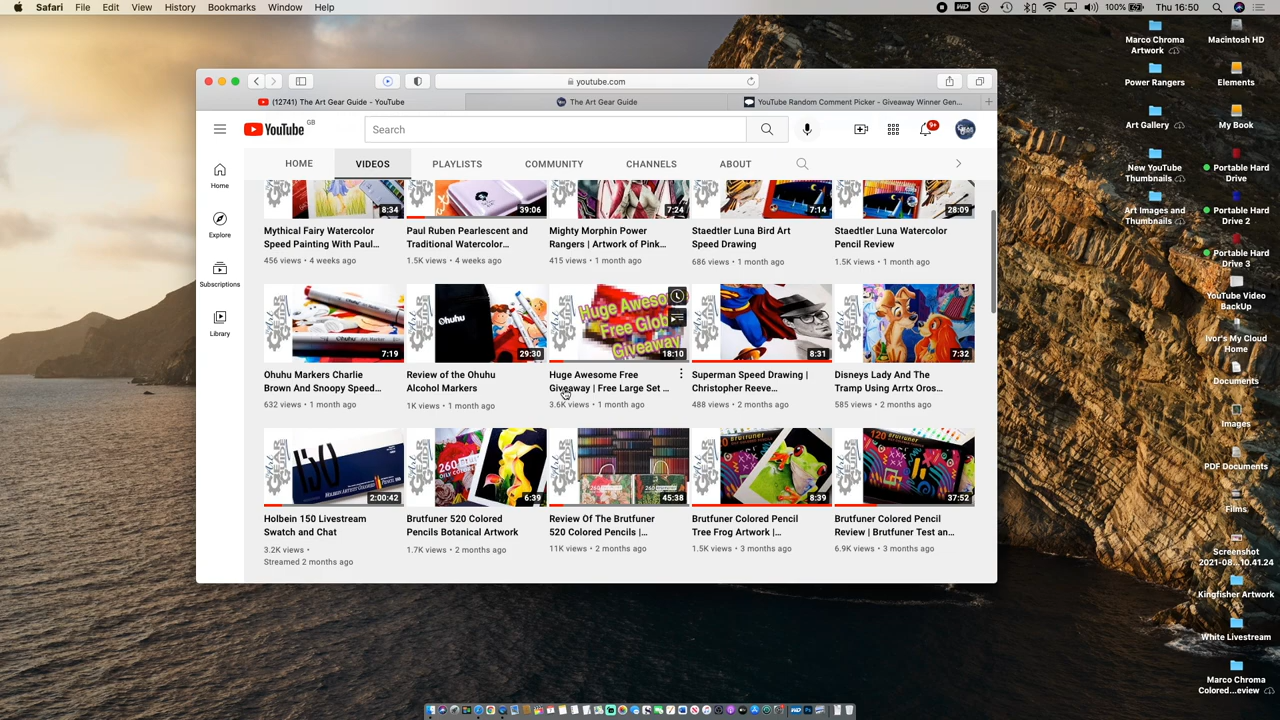 Safari File Edit View History Bookmarks Window Help
100% Thu 16:50
Marco Chroma
Artwork
Macintosh HD
Power Rangers
Elements
Art Gallery
My Book
New YouTube
Thumbnails
Portable Hard
Drive
Art Images and
Thumbnails
Portable Hard
Drive 2
Portable Hard
Drive 3
YouTube Video
BackUp
Ivor's My Cloud
Home
Documents
Images
PDF Documents
Films
Screenshot
2021-08...10.41.24
Kingfisher Artwork
White Livestream
Marco Chroma
Colored...eview
youtube.com
(12741) The Art Gear Guide - YouTube
The Art Gear Guide
YouTube Random Comment Picker - Giveaway Winner Gen...
YouTube GB
Search
9+
HOME VIDEOS PLAYLISTS COMMUNITY CHANNELS ABOUT
Home
Explore
Subscriptions
Library
8:34
39:06
7:24
7:14
28:09
Mythical Fairy Watercolor
Speed Painting With Paul...
456 views • 4 weeks ago
Paul Ruben Pearlescent and
Traditional Watercolor...
1.5K views • 4 weeks ago
Mighty Morphin Power
Rangers | Artwork of Pink...
415 views • 1 month ago
Staedtler Luna Bird Art
Speed Drawing
686 views • 1 month ago
Staedtler Luna Watercolor
Pencil Review
1.5K views • 1 month ago
7:19
Ohuhu
29:30
Huge Awesome
Free Glob
Giveaway
18:10
8:31
7:32
Ohuhu Markers Charlie
Brown And Snoopy Speed...
632 views • 1 month ago
Review of the Ohuhu
Alcohol Markers
1K views • 1 month ago
Huge Awesome Free
Giveaway | Free Large Set ...
3.6K views • 1 month ago
Superman Speed Drawing |
Christopher Reeve...
488 views • 2 months ago
Disneys Lady And The
Tramp Using Arrtx Oros...
585 views • 2 months ago
150
2:00:42
260
6:39
260
260
45:38
BRUTFUNER
8:39
BRUTFUNER 120
37:52
Holbein 150 Livestream
Swatch and Chat
3.2K views •
Streamed 2 months ago
Brutfuner 520 Colored
Pencils Botanical Artwork
1.7K views • 2 months ago
Review Of The Brutfuner
520 Colored Pencils |...
11K views • 2 months ago
Brutfuner Colored Pencil
Tree Frog Artwork |...
1.5K views • 3 months ago
Brutfuner Colored Pencil
Review | Brutfuner Test an...
6.9K views • 3 months ago